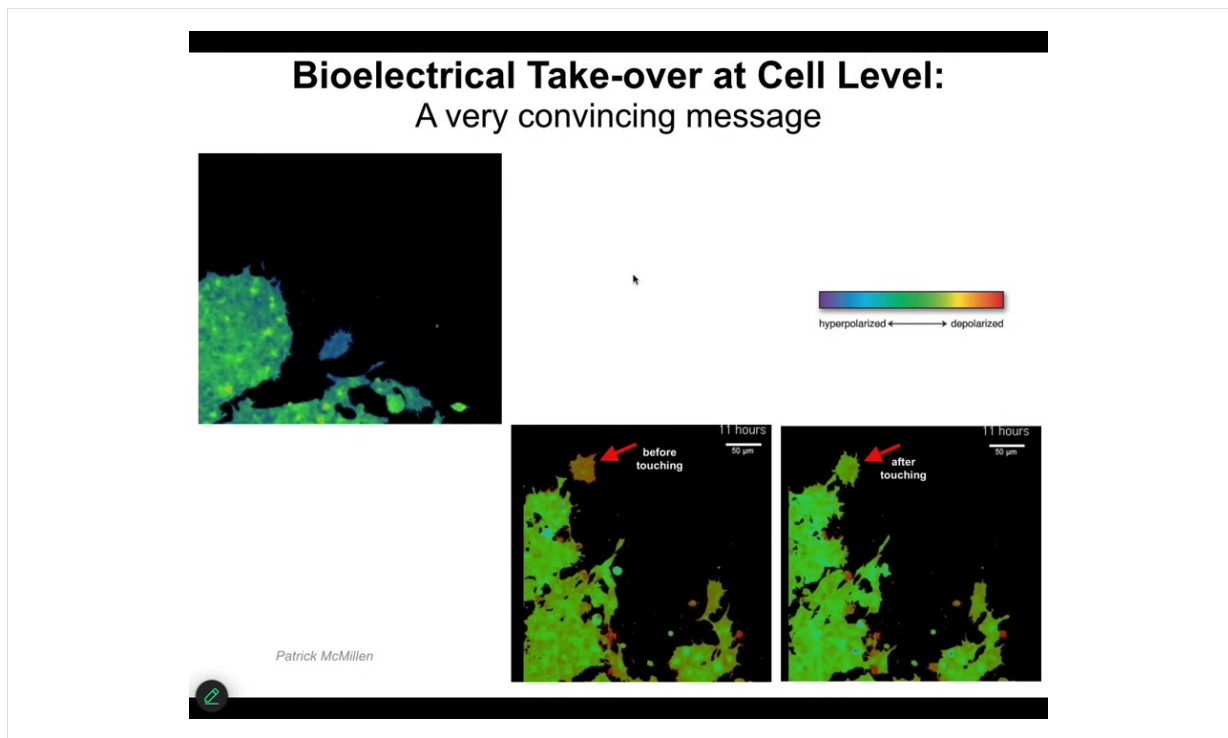 Bioelectrical Take-over at Cell Level:
A very convincing message
hyperpolarized
depolarized
11 hours
50 µm
before
touching
11 hours
50 µm
after
touching
Patrick McMillen